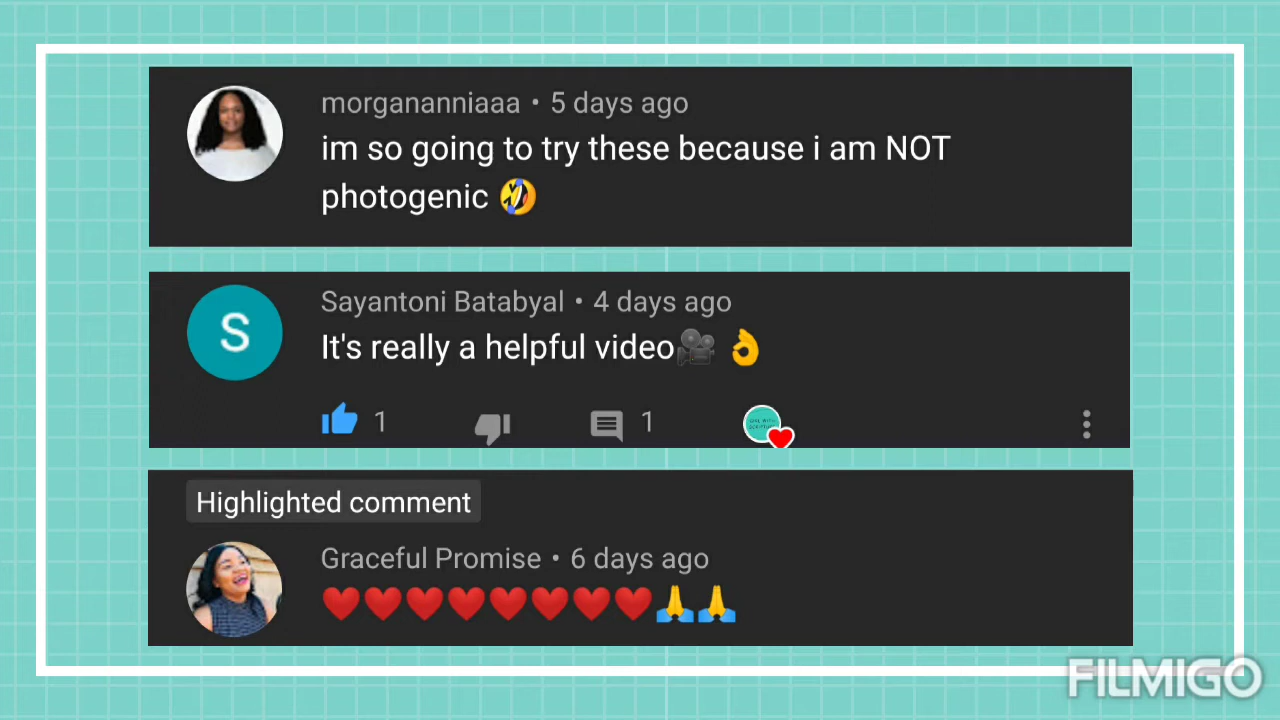 morgananniaaa • 5 days ago
im so going to try these because i am NOT
photogenic 🤣
Sayantoni Batabyal • 4 days ago
S
It's really a helpful video🎥 👌
1 1
Highlighted comment
Graceful Promise • 6 days ago
❤️❤️❤️❤️❤️❤️❤️❤️🙏🙏
FILMIGO